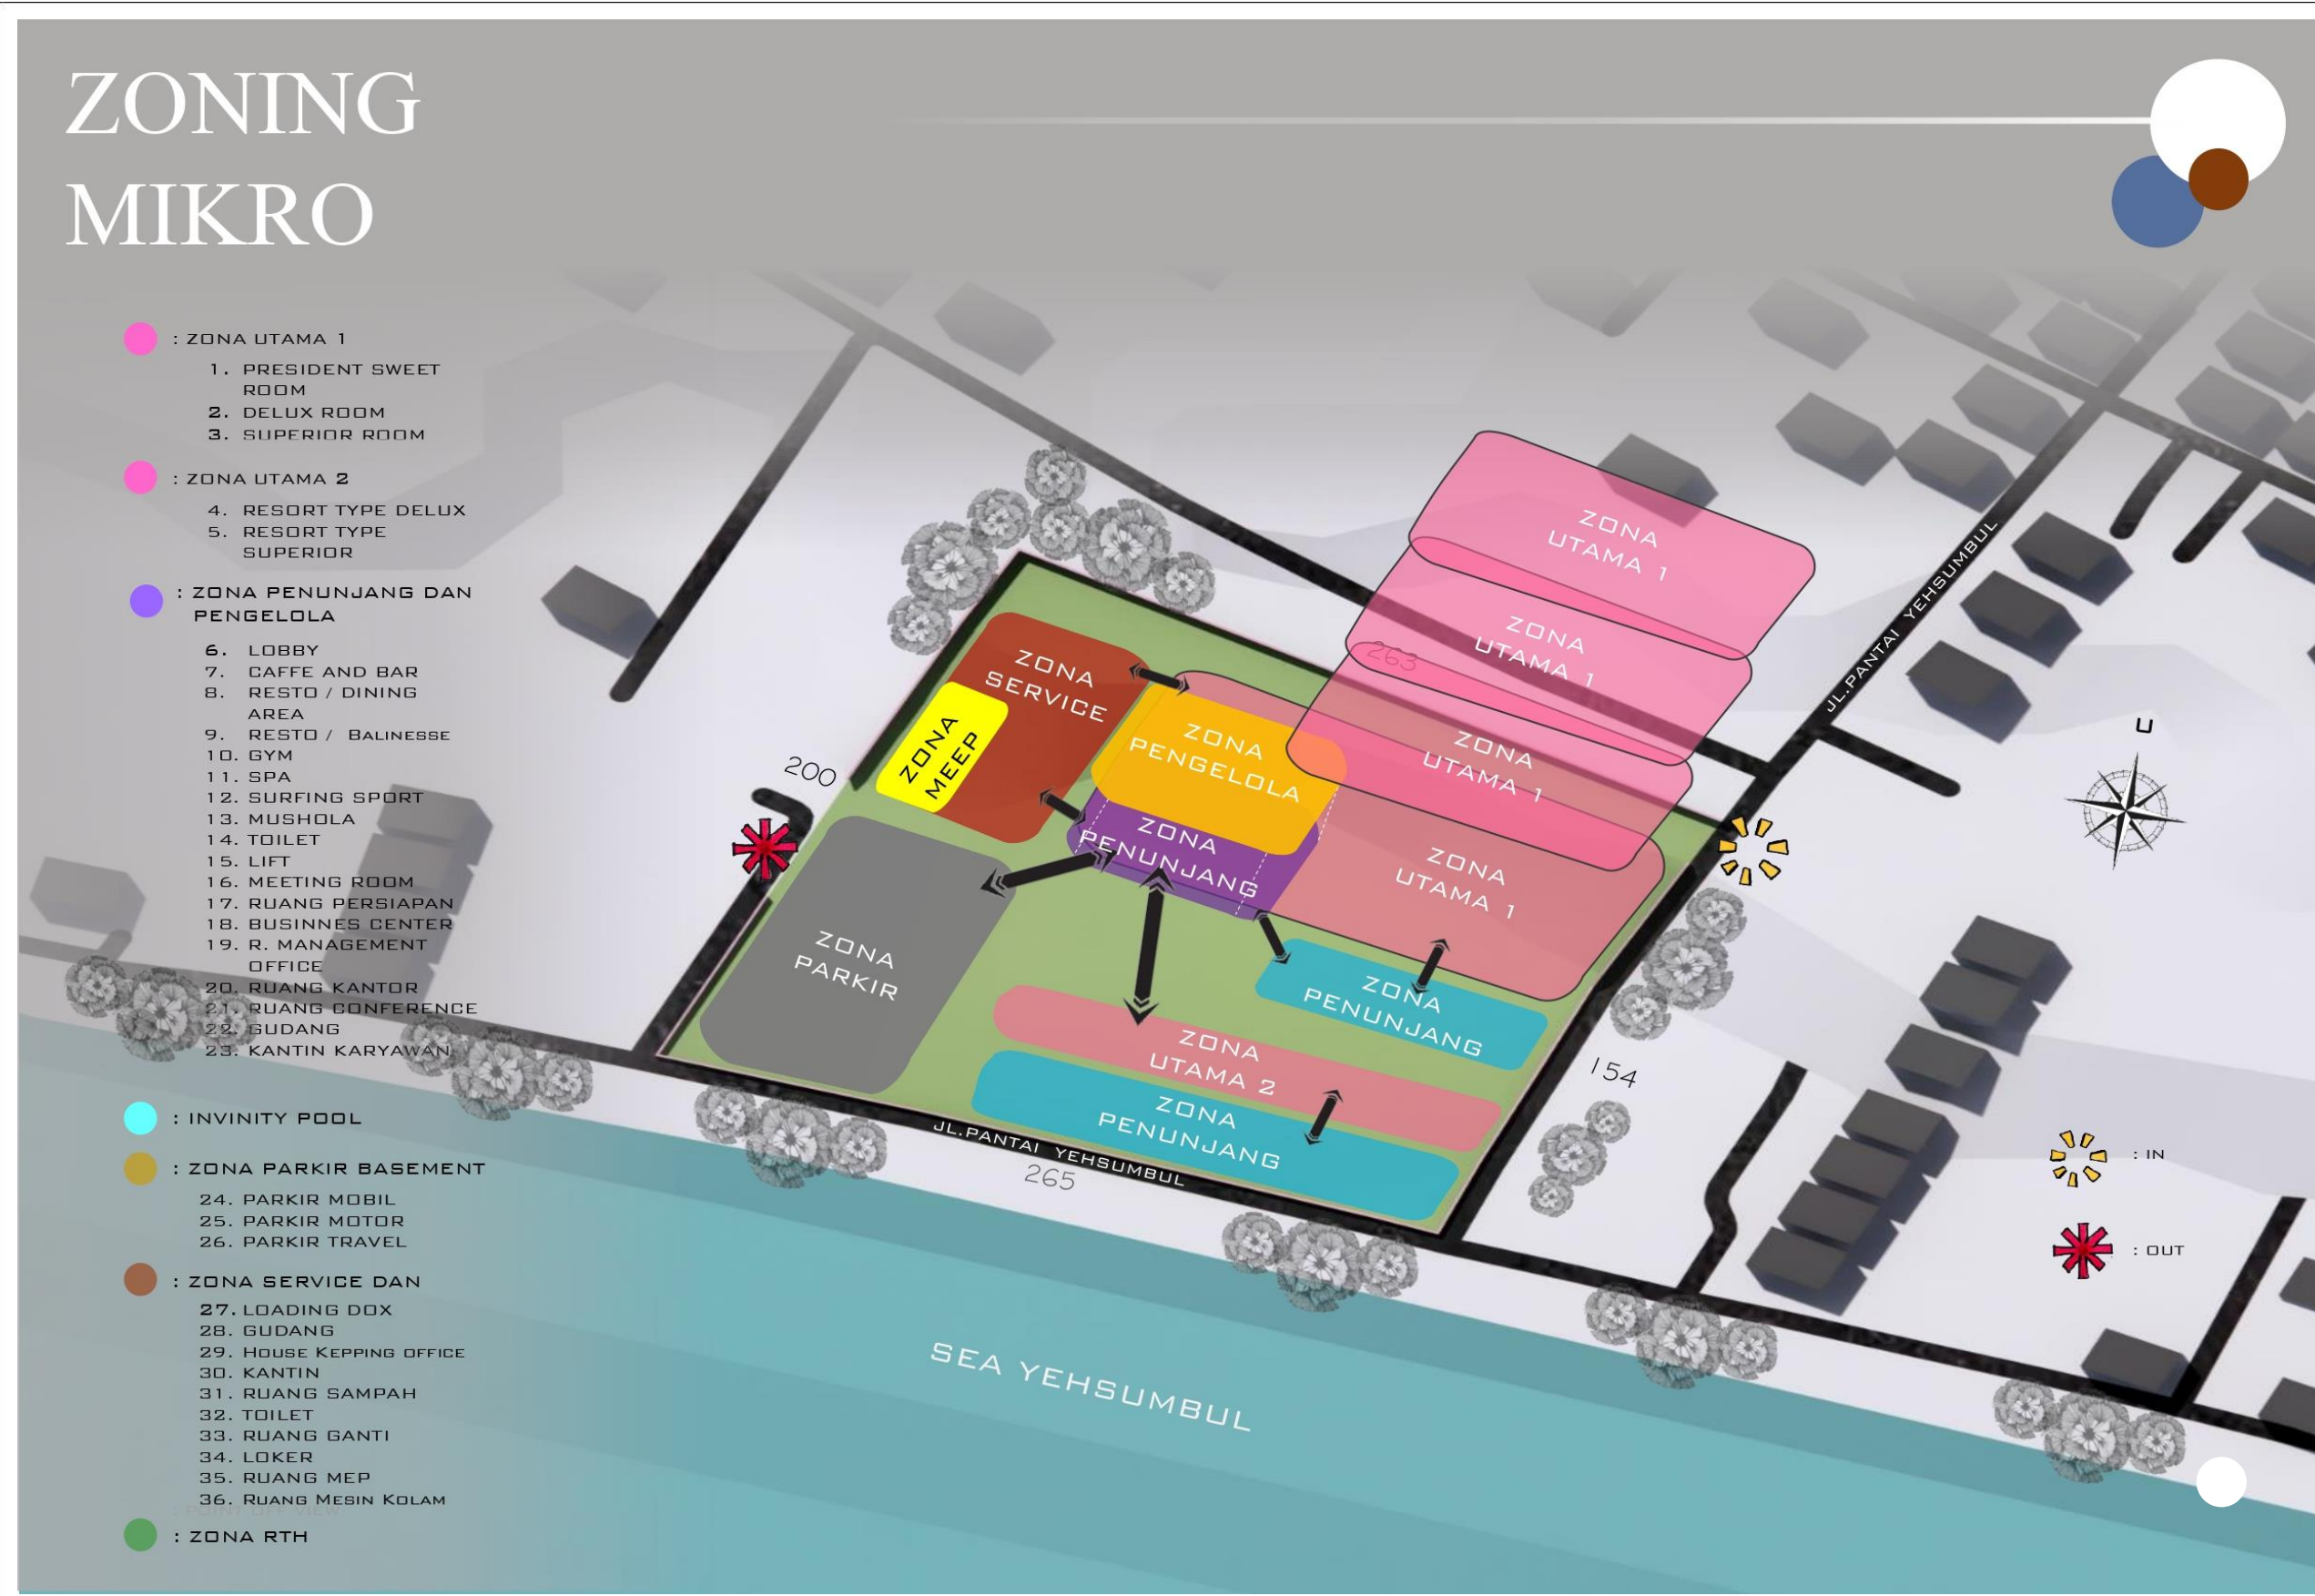 ZONING
MIKRO
: ZONA UTAMA 1
1. PRESIDENT SWEET
ROOM
2. DELUX ROOM
3. SUPERIOR ROOM
: ZONA UTAMA 2
4. RESORT TYPE DELUX
5. RESORT TYPE
SUPERIOR
: ZONA PENUNJANG DAN
PENGELOLA
6. LOBBY
7. CAFFE AND BAR
8. RESTO / DINING
AREA
9. RESTO / BALINESSE
10. GYM
11. SPA
12. SURFING SPORT
13. MUSHOLA
14. TOILET
15. LIFT
16. MEETING ROOM
17. RUANG PERSIAPAN
18. BUSINNES CENTER
19. R. MANAGEMENT
OFFICE
20. RUANG KANTOR
21. RUANG CONFERENCE
22. GUDANG
23. KANTIN KARYAWAN
: INVINITY POOL
: ZONA PARKIR BASEMENT
24. PARKIR MOBIL
25. PARKIR MOTOR
26. PARKIR TRAVEL
: ZONA SERVICE DAN
27. LOADING DOX
28. GUDANG
29. HOUSE KEPPING OFFICE
30. KANTIN
31. RUANG SAMPAH
32. TOILET
33. RUANG GANTI
34. LOKER
35. RUANG MEP
36. RUANG MESIN KOLAM
: POINT OFF VIEW
: ZONA RTH
ZONA
UTAMA 1
ZONA
UTAMA 1
263
ZONA
UTAMA 1
ZONA
UTAMA 1
ZONA
SERVICE
ZONA
MEEP
ZONA
PENGELOLA
ZONA
PENUNJANG
200
ZONA
PARKIR
ZONA
PENUNJANG
ZONA
UTAMA 2
ZONA
PENUNJANG
154
JL.PANTAI YEHSUMBUL
265
JL.PANTAI YEHSUMBUL
SEA YEHSUMBUL
U
: IN
: OUT